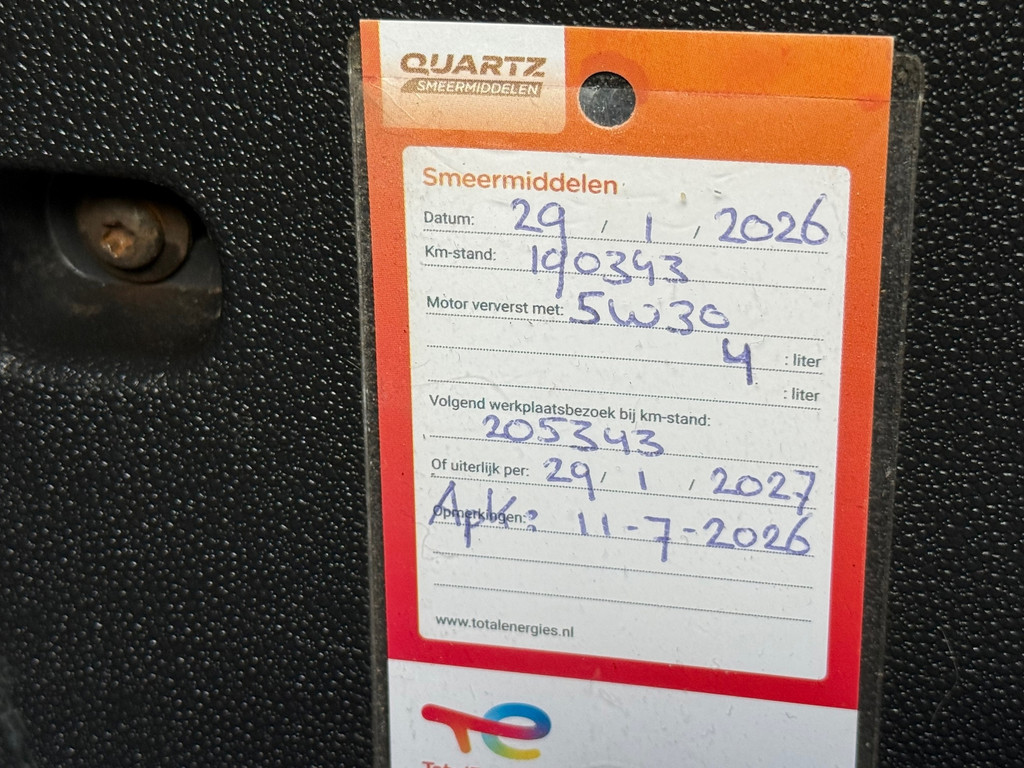 QUARTZ
SMEERMIDDELEN
Smeermiddelen
Datum: 29 / 1 / 2026
Km-stand: 190343
Motor ververst met: 5W30
4 : liter
: liter
Volgend werkplaatsbezoek bij km-stand:
205343
Of uiterlijk per: 29 / 1 / 2027
Opmerkingen: Apk: 11-7-2026
www.totalenergies.nl